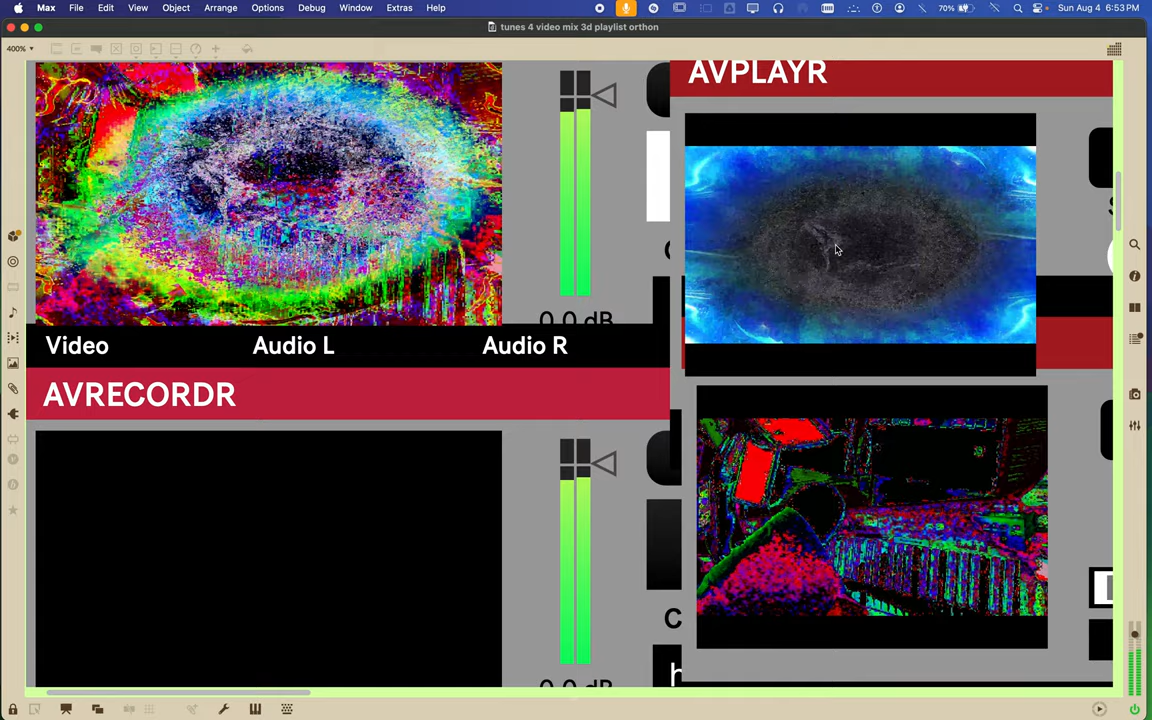 Max File Edit View Object Arrange Options Debug Window Extras Help 70% Sun Aug 4 6:53 PM
tunes 4 video mix 3d playlist orthon
400%
AVPLAYR
0.0 dB
Video Audio L Audio R
AVRECORDR
0.0 dB